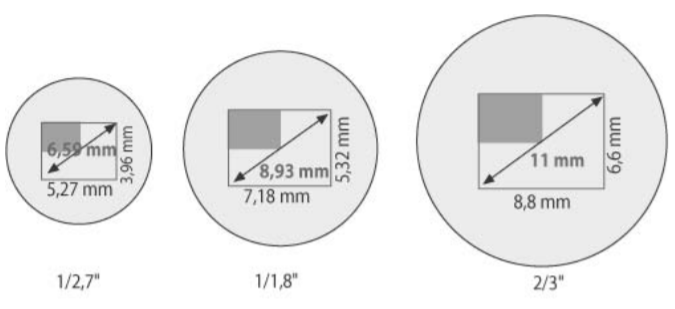 6,59 mm
3,96 mm
5,27 mm
1/2,7"
8,93 mm
5,32 mm
7,18 mm
1/1,8"
11 mm
6,6 mm
8,8 mm
2/3"